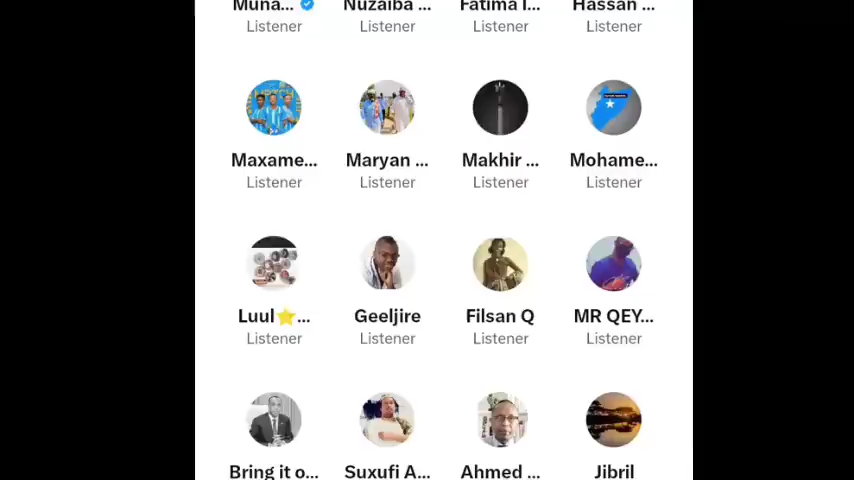 Muna... Nuzaiba ... Fatima I... Hassan ...
Listener Listener Listener Listener
Maxame... Maryan ... Makhir ... Mohame...
Listener Listener Listener Listener
Luul⭐... Geeljire Filsan Q MR QEY...
Listener Listener Listener Listener
Bring it o... Suxufi A... Ahmed ... Jibril